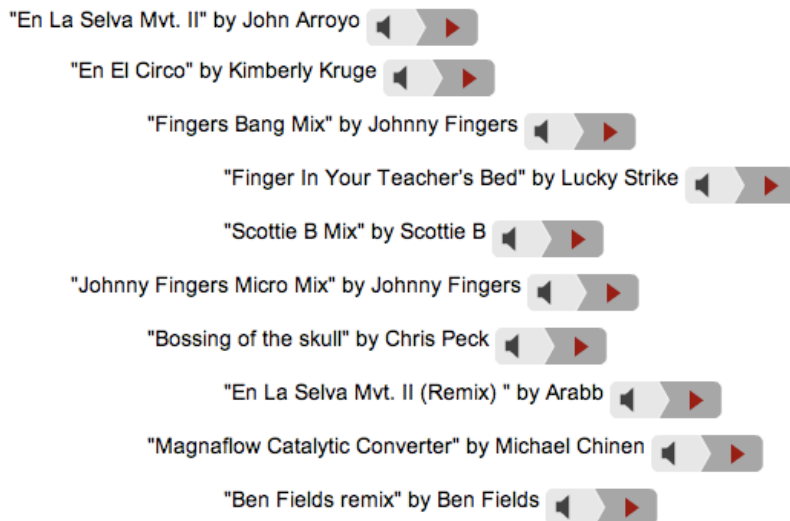 "En La Selva Mvt. II" by John Arroyo
"En El Circo" by Kimberly Kruge
"Fingers Bang Mix" by Johnny Fingers
"Finger In Your Teacher's Bed" by Lucky Strike
"Scottie B Mix" by Scottie B
"Johnny Fingers Micro Mix" by Johnny Fingers
"Bossing of the skull" by Chris Peck
"En La Selva Mvt. II (Remix) " by Arabb
"Magnaflow Catalytic Converter" by Michael Chinen
"Ben Fields remix" by Ben Fields